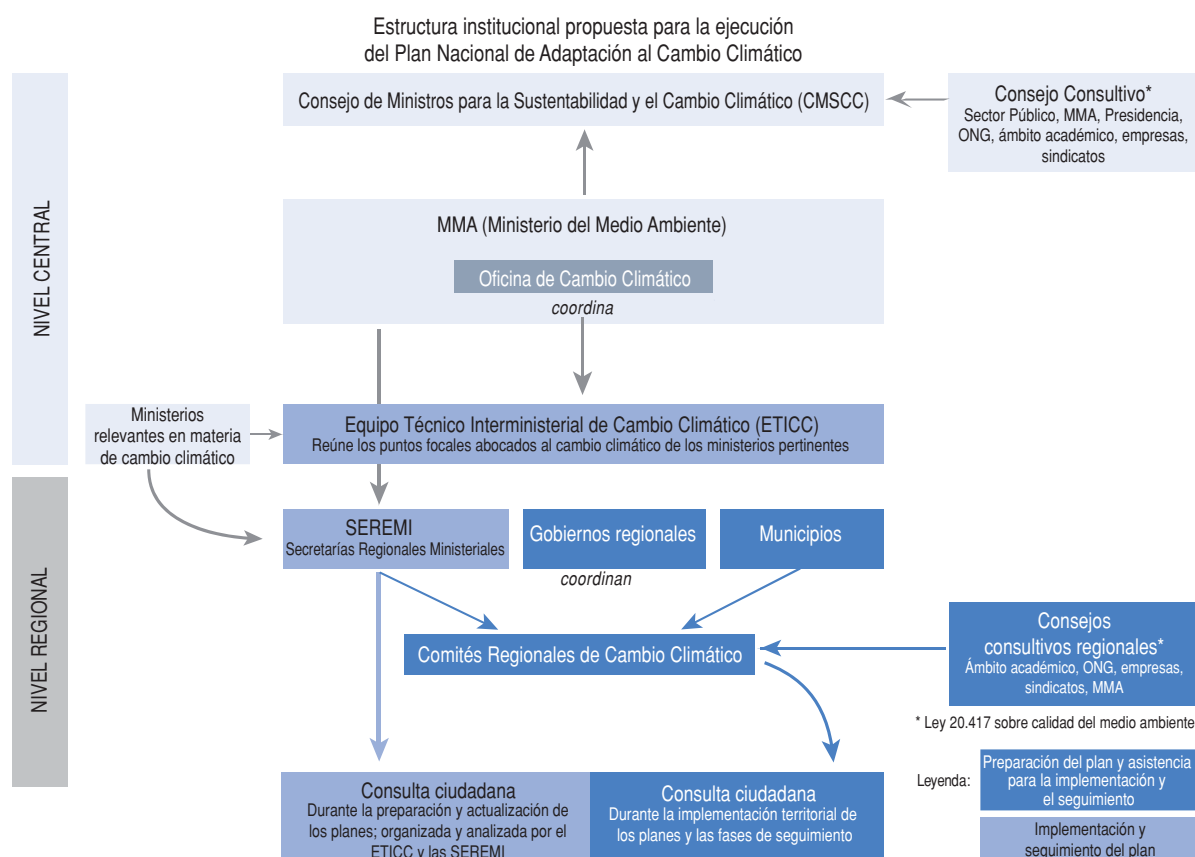 Estructura institucional propuesta para la ejecución
del Plan Nacional de Adaptación al Cambio Climático
NIVEL CENTRAL
Consejo de Ministros para la Sustentabilidad y el Cambio Climático (CMSCC)
Consejo Consultivo*
Sector Público, MMA, Presidencia,
ONG, ámbito académico, empresas,
sindicatos
MMA (Ministerio del Medio Ambiente)
Oficina de Cambio Climático
coordina
Ministerios
relevantes en materia
de cambio climático
Equipo Técnico Interministerial de Cambio Climático (ETICC)
Reúne los puntos focales abocados al cambio climático de los ministerios pertinentes
NIVEL REGIONAL
SEREMI
Secretarías Regionales Ministeriales
Gobiernos regionales
Municipios
coordinan
Comités Regionales de Cambio Climático
Consejos
consultivos regionales*
Ámbito académico, ONG, empresas,
sindicatos, MMA
* Ley 20.417 sobre calidad del medio ambiente
Consulta ciudadana
Durante la preparación y actualización de
los planes; organizada y analizada por el
ETICC y las SEREMI
Consulta ciudadana
Durante la implementación territorial de
los planes y las fases de seguimiento
Leyenda:
Preparación del plan y asistencia
para la implementación y
el seguimiento
Implementación y
seguimiento del plan